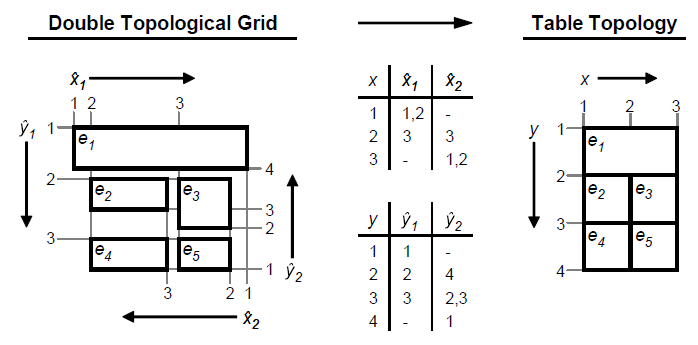 Double Topological Grid
Table Topology
x̂1
1 2 3
ŷ1
1
2
3
e1
e2
e3
e4
e5
4
3
2
1
ŷ2
3 2 1
x̂2
x x̂1 x̂2
1 1,2 -
2 3 3
3 - 1,2
y ŷ1 ŷ2
1 1 -
2 2 4
3 3 2,3
4 - 1
x
1 2 3
y
1
2
3
4
e1
e2 e3
e4 e5